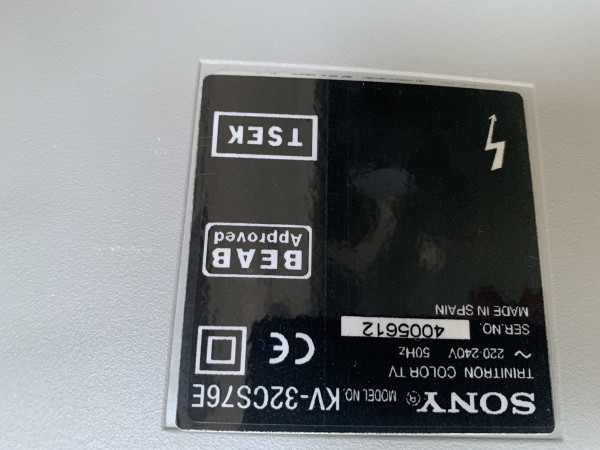 SONY ® MODEL NO. KV-32CS76E
TRINITRON COLOR TV
~ 220-240V 50Hz
SER.NO. 4005612
MADE IN SPAIN
CE
BEAB
Approved
TSEK